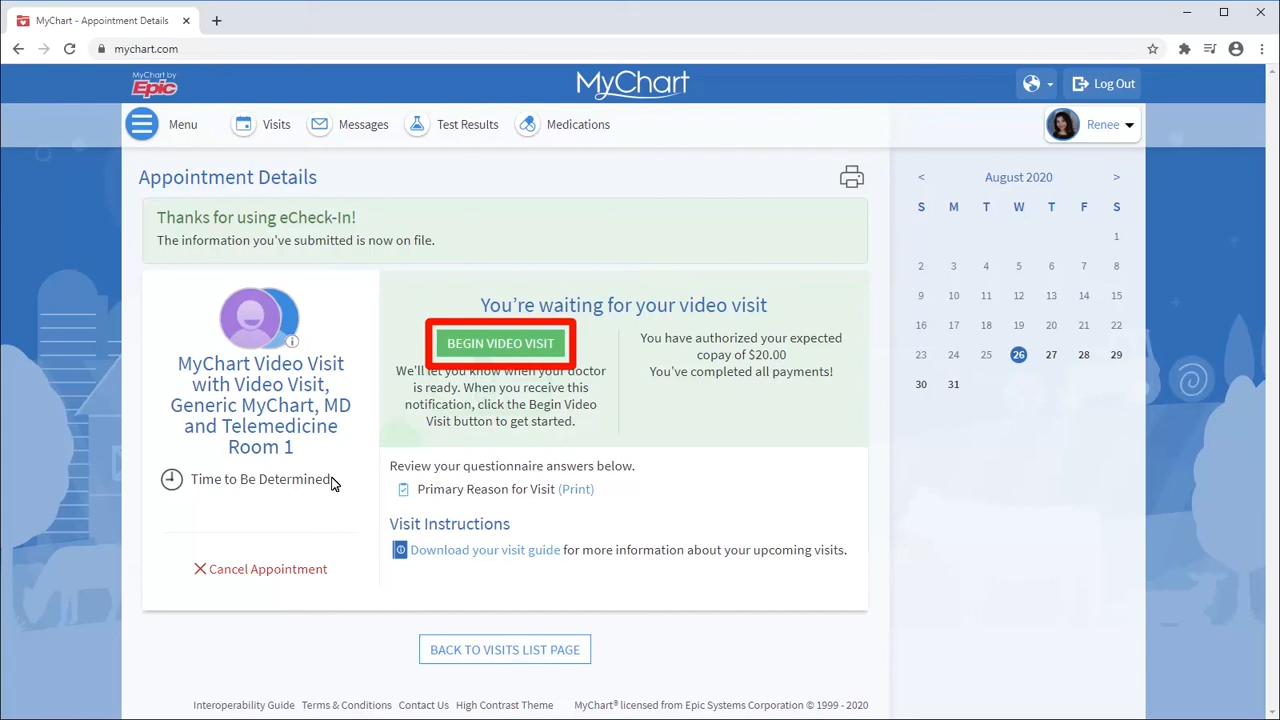 MyChart - Appointment Details
mychart.com
MyChart by
Epic
MyChart
Log Out
Menu
Visits
Messages
Test Results
Medications
Renee
Appointment Details
Thanks for using eCheck-In!
The information you've submitted is now on file.
MyChart Video Visit
with Video Visit,
Generic MyChart, MD
and Telemedicine
Room 1
Time to Be Determined
Cancel Appointment
You're waiting for your video visit
BEGIN VIDEO VISIT
We'll let you know when your doctor
is ready. When you receive this
notification, click the Begin Video
Visit button to get started.
You have authorized your expected
copay of $20.00
You've completed all payments!
Review your questionnaire answers below.
Primary Reason for Visit (Print)
Visit Instructions
Download your visit guide for more information about your upcoming visits.
BACK TO VISITS LIST PAGE
< August 2020 >
S M T W T F S
1
2 3 4 5 6 7 8
9 10 11 12 13 14 15
16 17 18 19 20 21 22
23 24 25 26 27 28 29
30 31
Interoperability Guide Terms & Conditions Contact Us High Contrast Theme MyChart® licensed from Epic Systems Corporation © 1999 - 2020